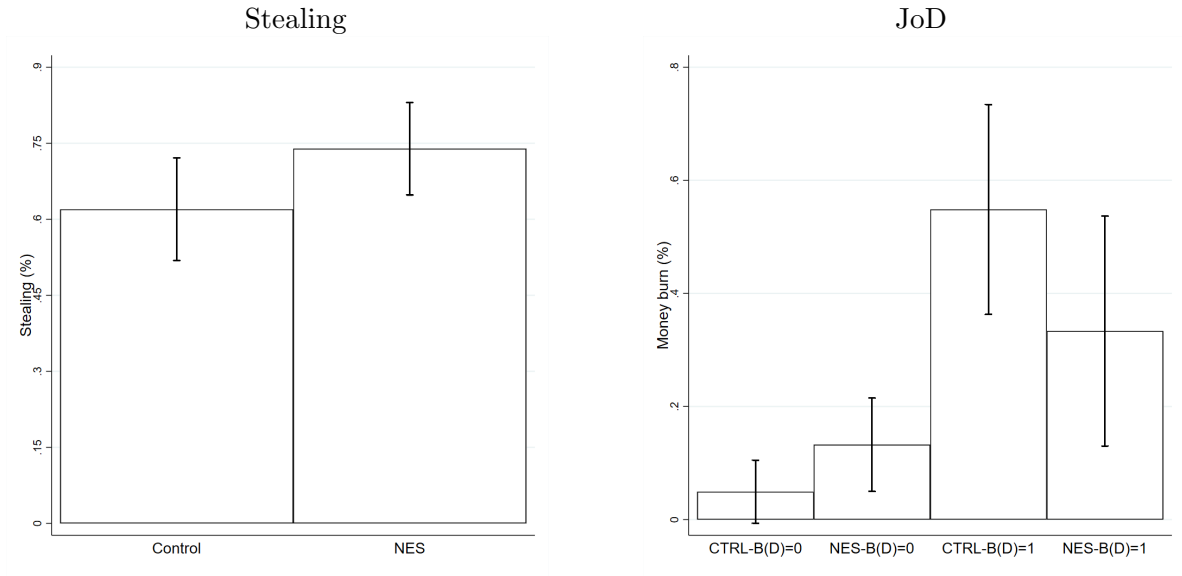 Stealing
Stealing (%)
.9
.75
.6
.45
.3
.15
0
Control NES
JoD
Money burn (%)
.8
.6
.4
.2
0
CTRL-B(D)=0 NES-B(D)=0 CTRL-B(D)=1 NES-B(D)=1